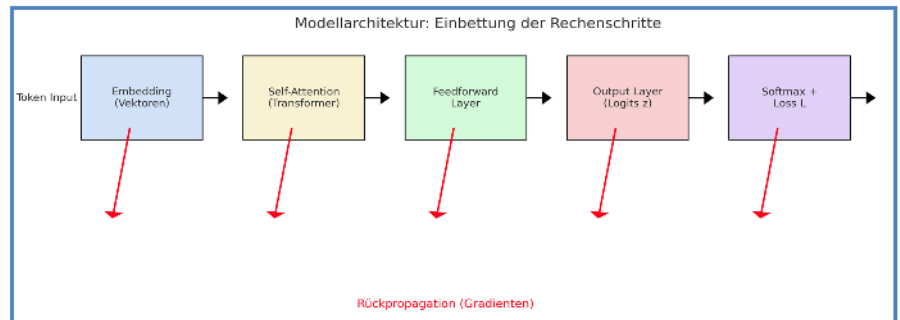 Modellarchitektur: Einbettung der Rechenschritte
Token Input
Embedding
(Vektoren)
Self-Attention
(Transformer)
Feedforward
Layer
Output Layer
(Logits z)
Softmax +
Loss L
Rückpropagation (Gradienten)